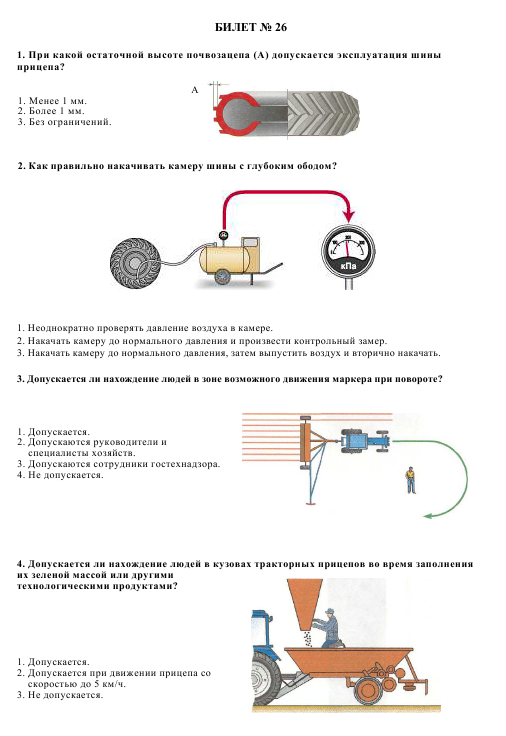 БИЛЕТ № 26
1. При какой остаточной высоте почвозацепа (А) допускается эксплуатация шины
прицепа?
А
1. Менее 1 мм.
2. Более 1 мм.
3. Без ограничений.
2. Как правильно накачивать камеру шины с глубоким ободом?
кПа
1. Неоднократно проверять давление воздуха в камере.
2. Накачать камеру до нормального давления и произвести контрольный замер.
3. Накачать камеру до нормального давления, затем выпустить воздух и вторично накачать.
3. Допускается ли нахождение людей в зоне возможного движения маркера при повороте?
1. Допускается.
2. Допускаются руководители и
специалисты хозяйств.
3. Допускаются сотрудники гостехнадзора.
4. Не допускается.
4. Допускается ли нахождение людей в кузовах тракторных прицепов во время заполнения
их зеленой массой или другими
технологическими продуктами?
1. Допускается.
2. Допускается при движении прицепа со
скоростью до 5 км/ч.
3. Не допускается.